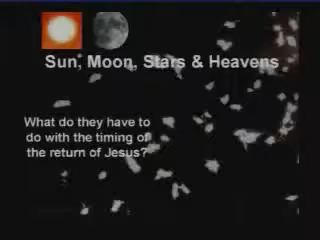 Sun, Moon, Stars & Heavens
What do they have to
do with the timing of
the return of Jesus?